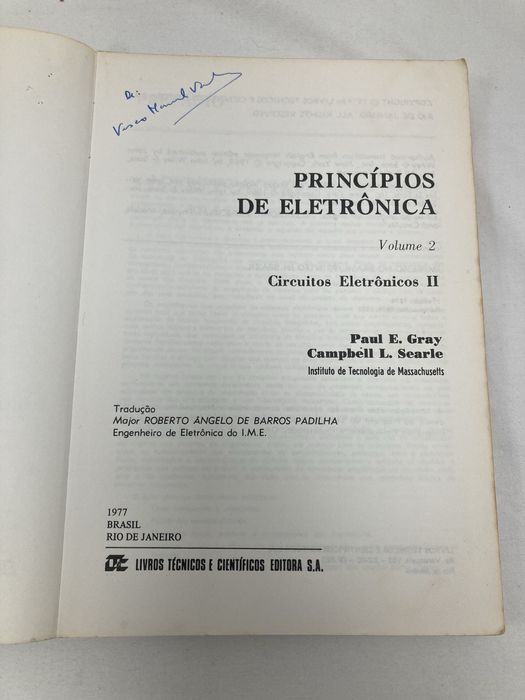 De:
Vasco Manuel
PRINCÍPIOS
DE ELETRÔNICA
Volume 2
Circuitos Eletrônicos II
Paul E. Gray
Campbell L. Searle
Instituto de Tecnologia de Massachusetts
Tradução
Major ROBERTO ÂNGELO DE BARROS PADILHA
Engenheiro de Eletrônica do I.M.E.
1977
BRASIL
RIO DE JANEIRO
LTC LIVROS TÉCNICOS E CIENTÍFICOS EDITORA S.A.